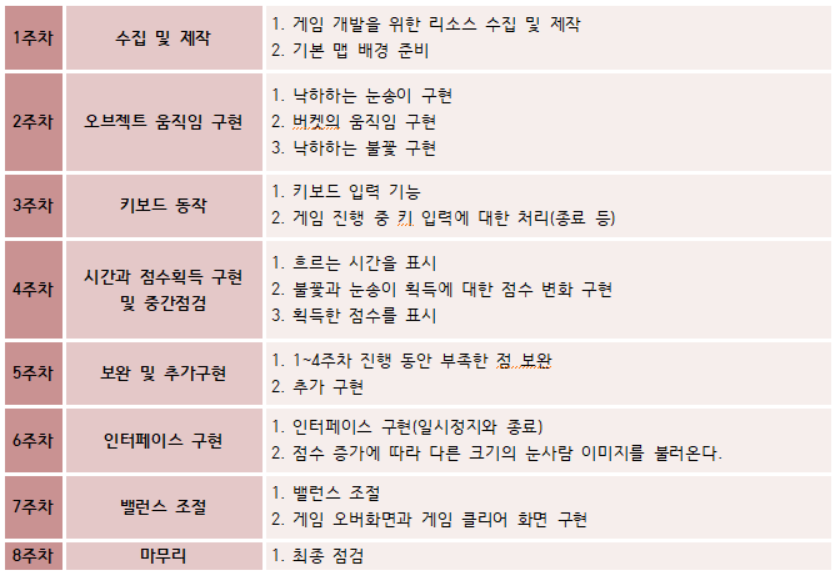 1주차
수집 및 제작
1. 게임 개발을 위한 리소스 수집 및 제작
2. 기본 맵 배경 준비
2주차
오브젝트 움직임 구현
1. 낙하하는 눈송이 구현
2. 버켓의 움직임 구현
3. 낙하하는 불꽃 구현
3주차
키보드 동작
1. 키보드 입력 기능
2. 게임 진행 중 키 입력에 대한 처리(종료 등)
4주차
시간과 점수획득 구현
및 중간점검
1. 흐르는 시간을 표시
2. 불꽃과 눈송이 획득에 대한 점수 변화 구현
3. 획득한 점수를 표시
5주차
보완 및 추가구현
1. 1~4주차 진행 동안 부족한 점 보완
2. 추가 구현
6주차
인터페이스 구현
1. 인터페이스 구현(일시정지와 종료)
2. 점수 증가에 따라 다른 크기의 눈사람 이미지를 불러온다.
7주차
밸런스 조절
1. 밸런스 조절
2. 게임 오버화면과 게임 클리어 화면 구현
8주차
마무리
1. 최종 점검